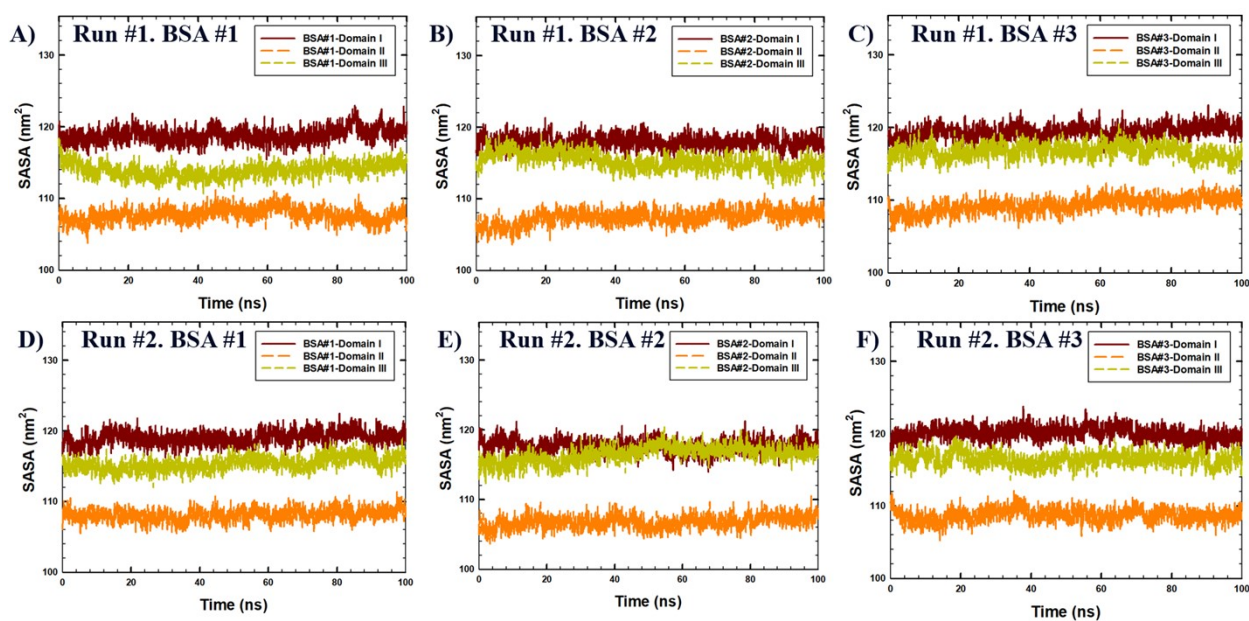 A) Run #1. BSA #1
BSA#1-Domain I
BSA#1-Domain II
BSA#1-Domain III
SASA (nm2)
130
120
110
100
0 20 40 60 80 100
Time (ns)
B) Run #1. BSA #2
BSA#2-Domain I
BSA#2-Domain II
BSA#2-Domain III
SASA (nm2)
130
120
110
100
0 20 40 60 80 100
Time (ns)
C) Run #1. BSA #3
BSA#3-Domain I
BSA#3-Domain II
BSA#3-Domain III
SASA (nm2)
130
120
110
100
0 20 40 60 80 100
Time (ns)
D) Run #2. BSA #1
BSA#1-Domain I
BSA#1-Domain II
BSA#1-Domain III
SASA (nm2)
130
120
110
100
0 20 40 60 80 100
Time (ns)
E) Run #2. BSA #2
BSA#2-Domain I
BSA#2-Domain II
BSA#2-Domain III
SASA (nm2)
130
120
110
100
0 20 40 60 80 100
Time (ns)
F) Run #2. BSA #3
BSA#3-Domain I
BSA#3-Domain II
BSA#3-Domain III
SASA (nm2)
130
120
110
100
0 20 40 60 80 100
Time (ns)